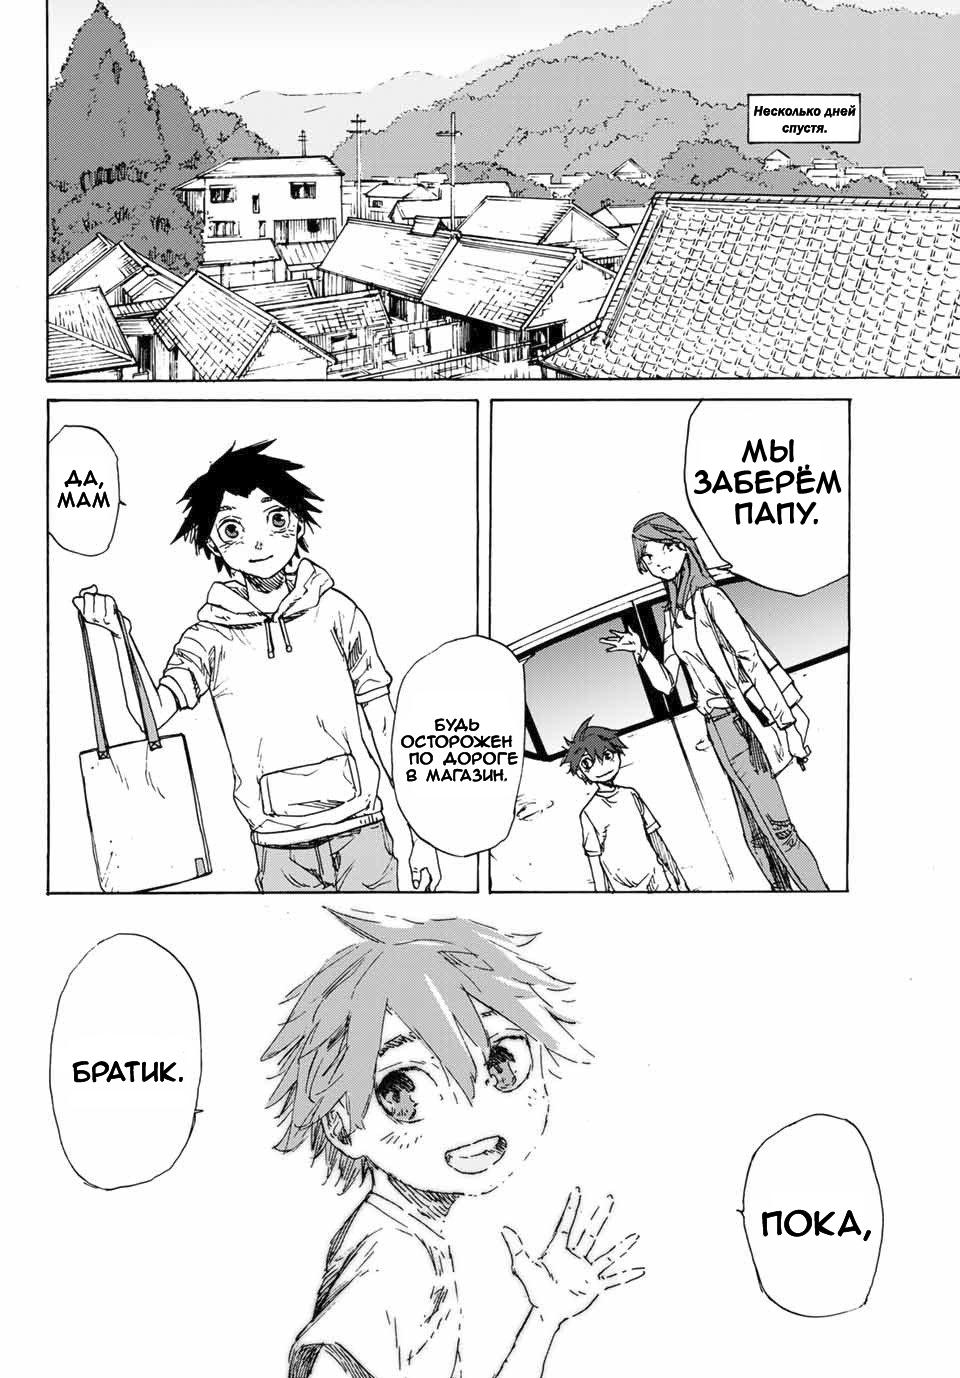 Несколько дней
спустя.
МЫ
ЗАБЕРЁМ
ПАПУ.
БУДЬ
ОСТОРОЖЕН
ПО ДОРОГЕ
В МАГАЗИН.
ДА,
МАМ
ПОКА,
БРАТИК.